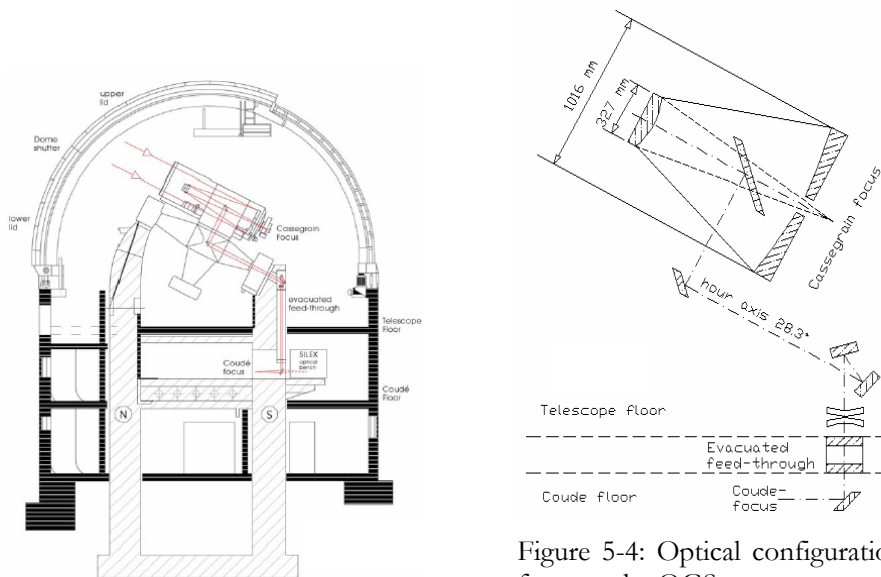 upper
lid
Dome
shutter
lower
lid
Cassegrain
Focus
evacuated
feed-through
Telescope
Floor
SILEX
optical
bench
Coudé
focus
Coudé
Floor
N
S
1016 mm
327 mm
Cassegrain focus
hour axis 28.3°
Telescope floor
Evacuated
feed-through
Coude floor
Coude-
focus
Figure 5-4: Optical configuratio